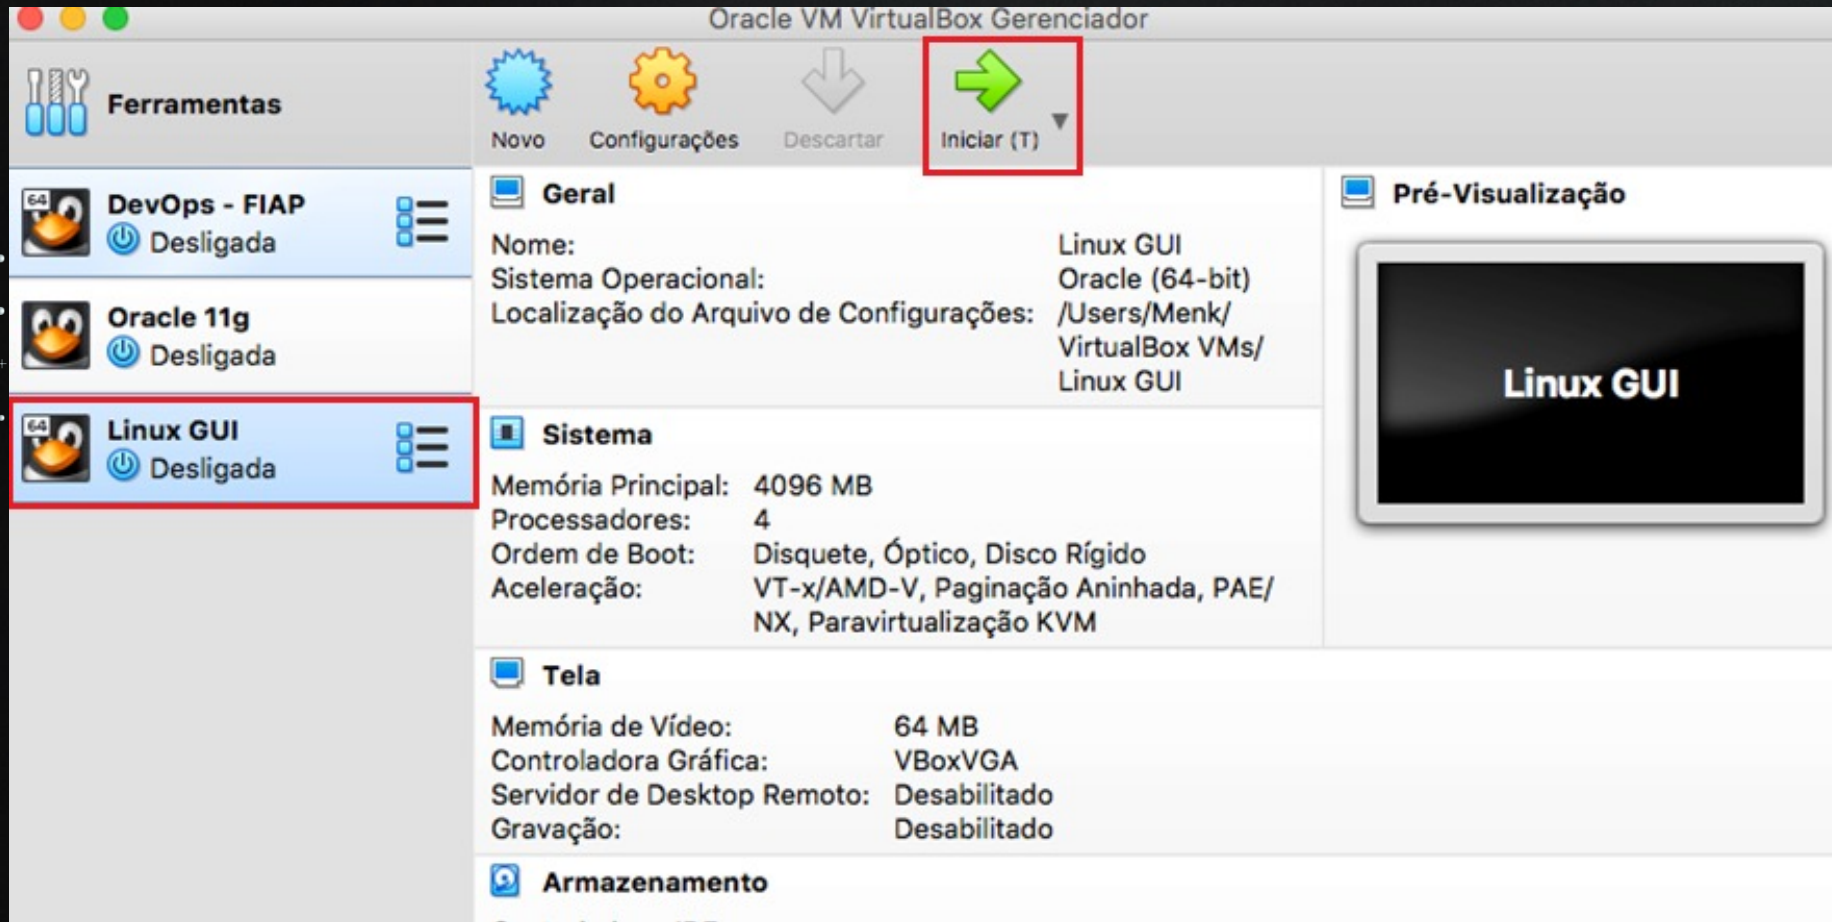 Oracle VM VirtualBox Gerenciador
Ferramentas
Novo
Configurações
Descartar
Iniciar (T)
64
DevOps - FIAP
Desligada
Oracle 11g
Desligada
64
Linux GUI
Desligada
Geral
Nome: Linux GUI
Sistema Operacional: Oracle (64-bit)
Localização do Arquivo de Configurações: /Users/Menk/
VirtualBox VMs/
Linux GUI
Pré-Visualização
Linux GUI
Sistema
Memória Principal: 4096 MB
Processadores: 4
Ordem de Boot: Disquete, Óptico, Disco Rígido
Aceleração: VT-x/AMD-V, Paginação Aninhada, PAE/
NX, Paravirtualização KVM
Tela
Memória de Vídeo: 64 MB
Controladora Gráfica: VBoxVGA
Servidor de Desktop Remoto: Desabilitado
Gravação: Desabilitado
Armazenamento